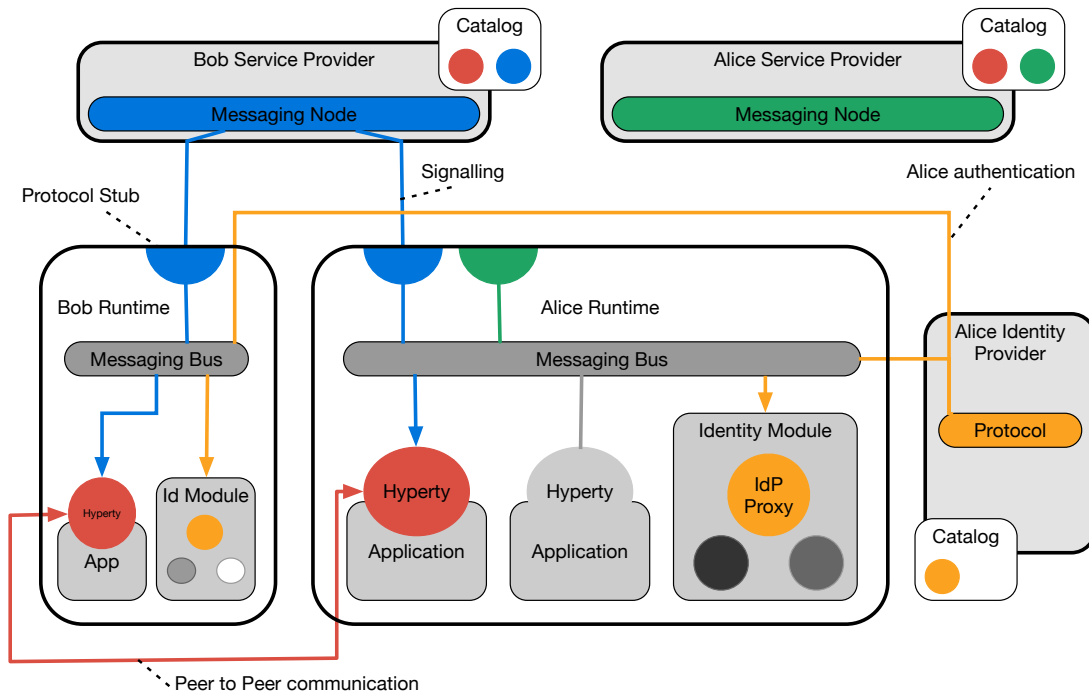 Catalog
Bob Service Provider
Messaging Node
Catalog
Alice Service Provider
Messaging Node
Signalling
Alice authentication
Protocol Stub
Bob Runtime
Alice Runtime
Messaging Bus
Messaging Bus
Alice Identity
Provider
Protocol
Hyperty
App
Id Module
Hyperty
Application
Hyperty
Application
Identity Module
IdP
Proxy
Catalog
Peer to Peer communication